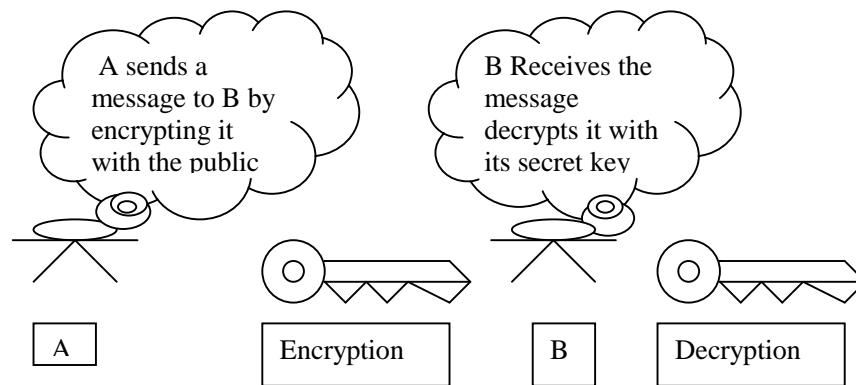 A sends a
message to B by
encrypting it
with the public
B Receives the
message
decrypts it with
its secret key
A
Encryption
B
Decryption